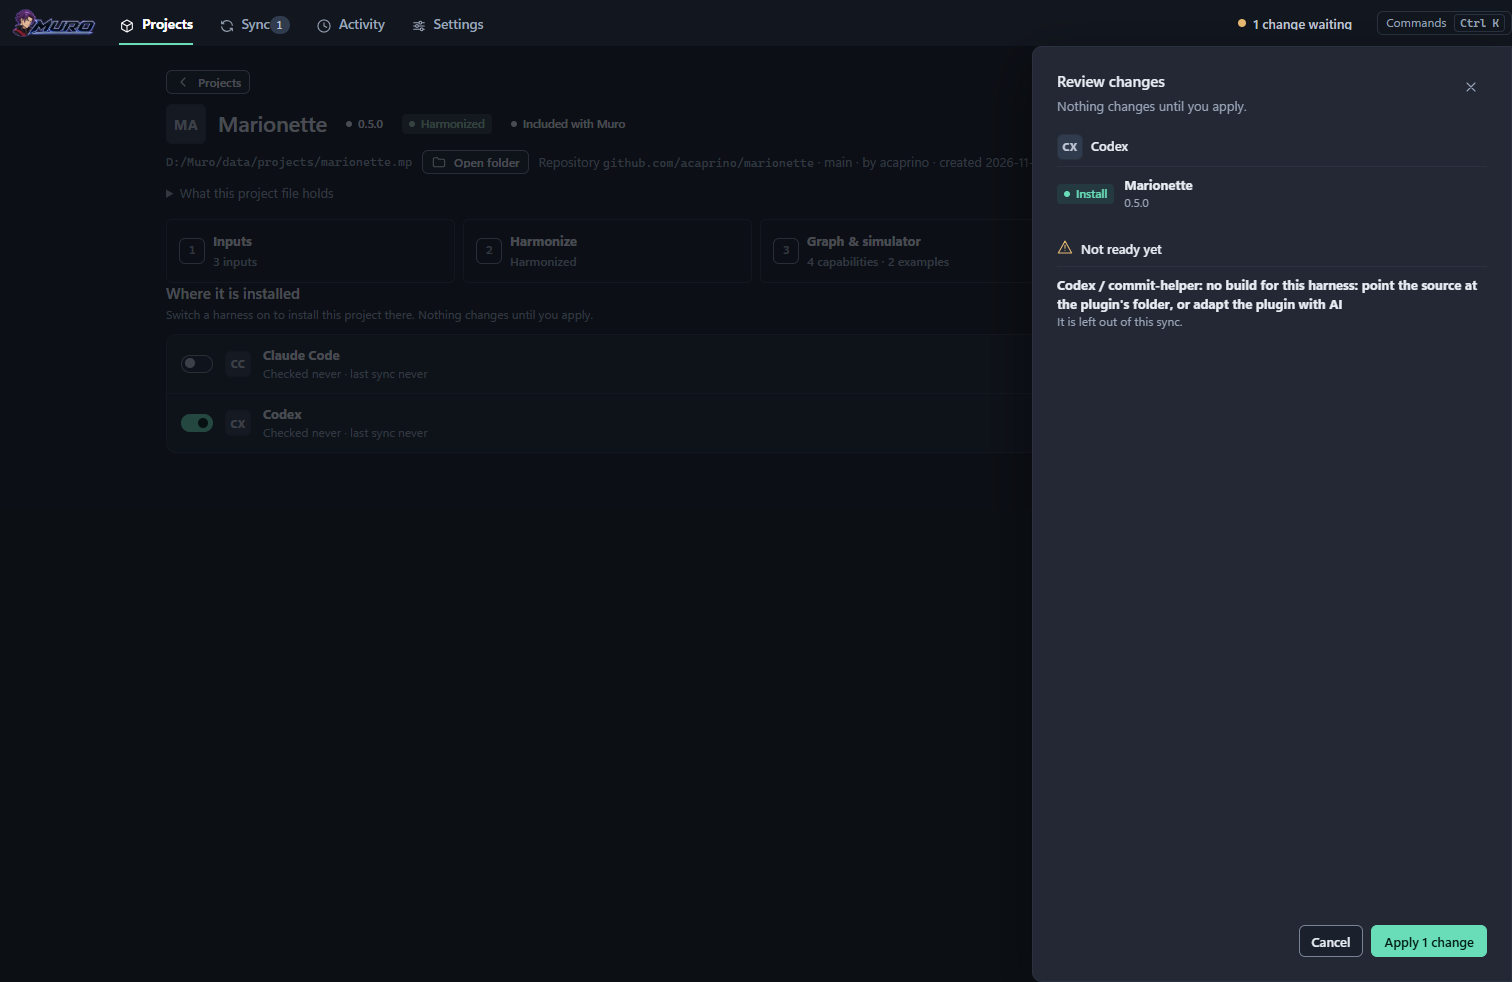 MURO
Projects
Sync 1
Activity
Settings
1 change waiting
Commands Ctrl K
Projects
MA
Marionette
0.5.0
Harmonized
Included with Muro
D:/Muro/data/projects/marionette.mp
Open folder
Repository github.com/acaprino/marionette · main · by acaprino · created 2026-11-
What this project file holds
1
Inputs
3 inputs
2
Harmonize
Harmonized
3
Graph & simulator
4 capabilities · 2 examples
Where it is installed
Switch a harness on to install this project there. Nothing changes until you apply.
CC
Claude Code
Checked never · last sync never
CX
Codex
Checked never · last sync never
Review changes
Nothing changes until you apply.
CX
Codex
Install
Marionette
0.5.0
Not ready yet
Codex / commit-helper: no build for this harness: point the source at
the plugin's folder, or adapt the plugin with AI
It is left out of this sync.
Cancel
Apply 1 change